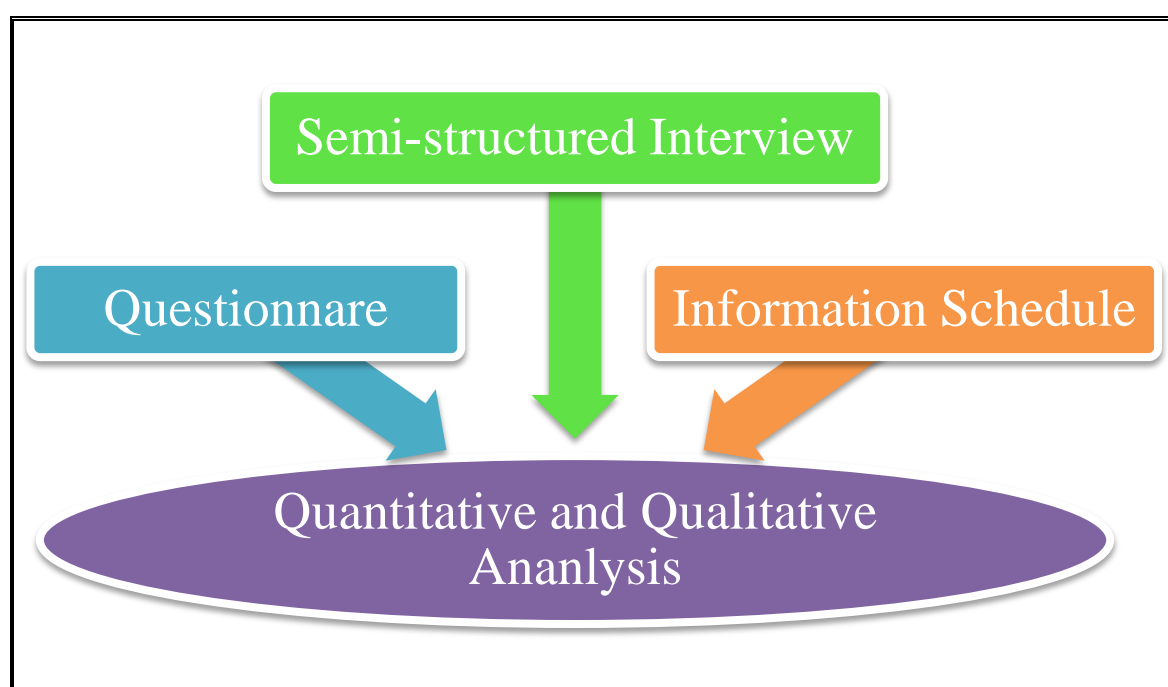 Semi-structured Interview
Questionnare
Information Schedule
Quantitative and Qualitative
Ananlysis